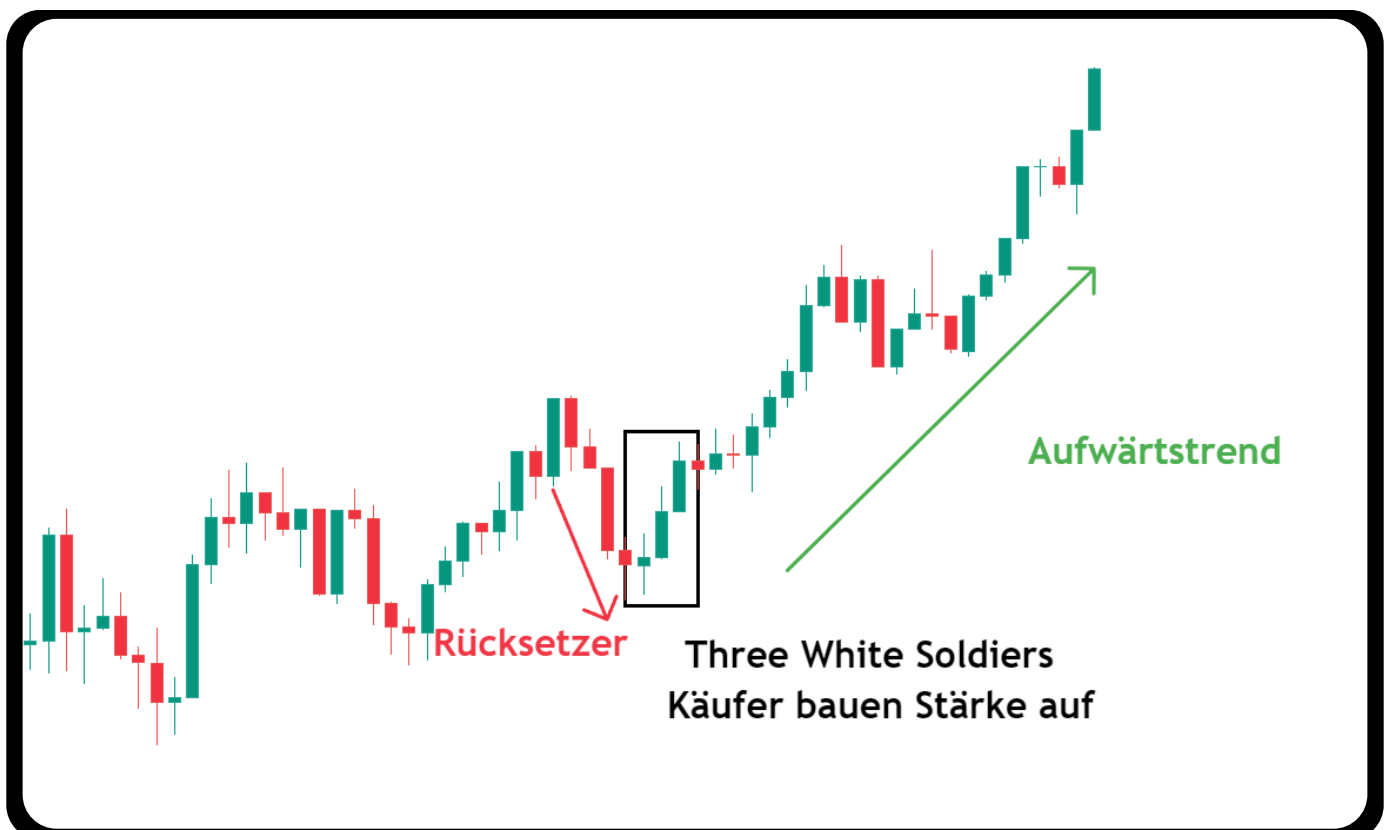 Aufwärtstrend
Rücksetzer
Three White Soldiers
Käufer bauen Stärke auf